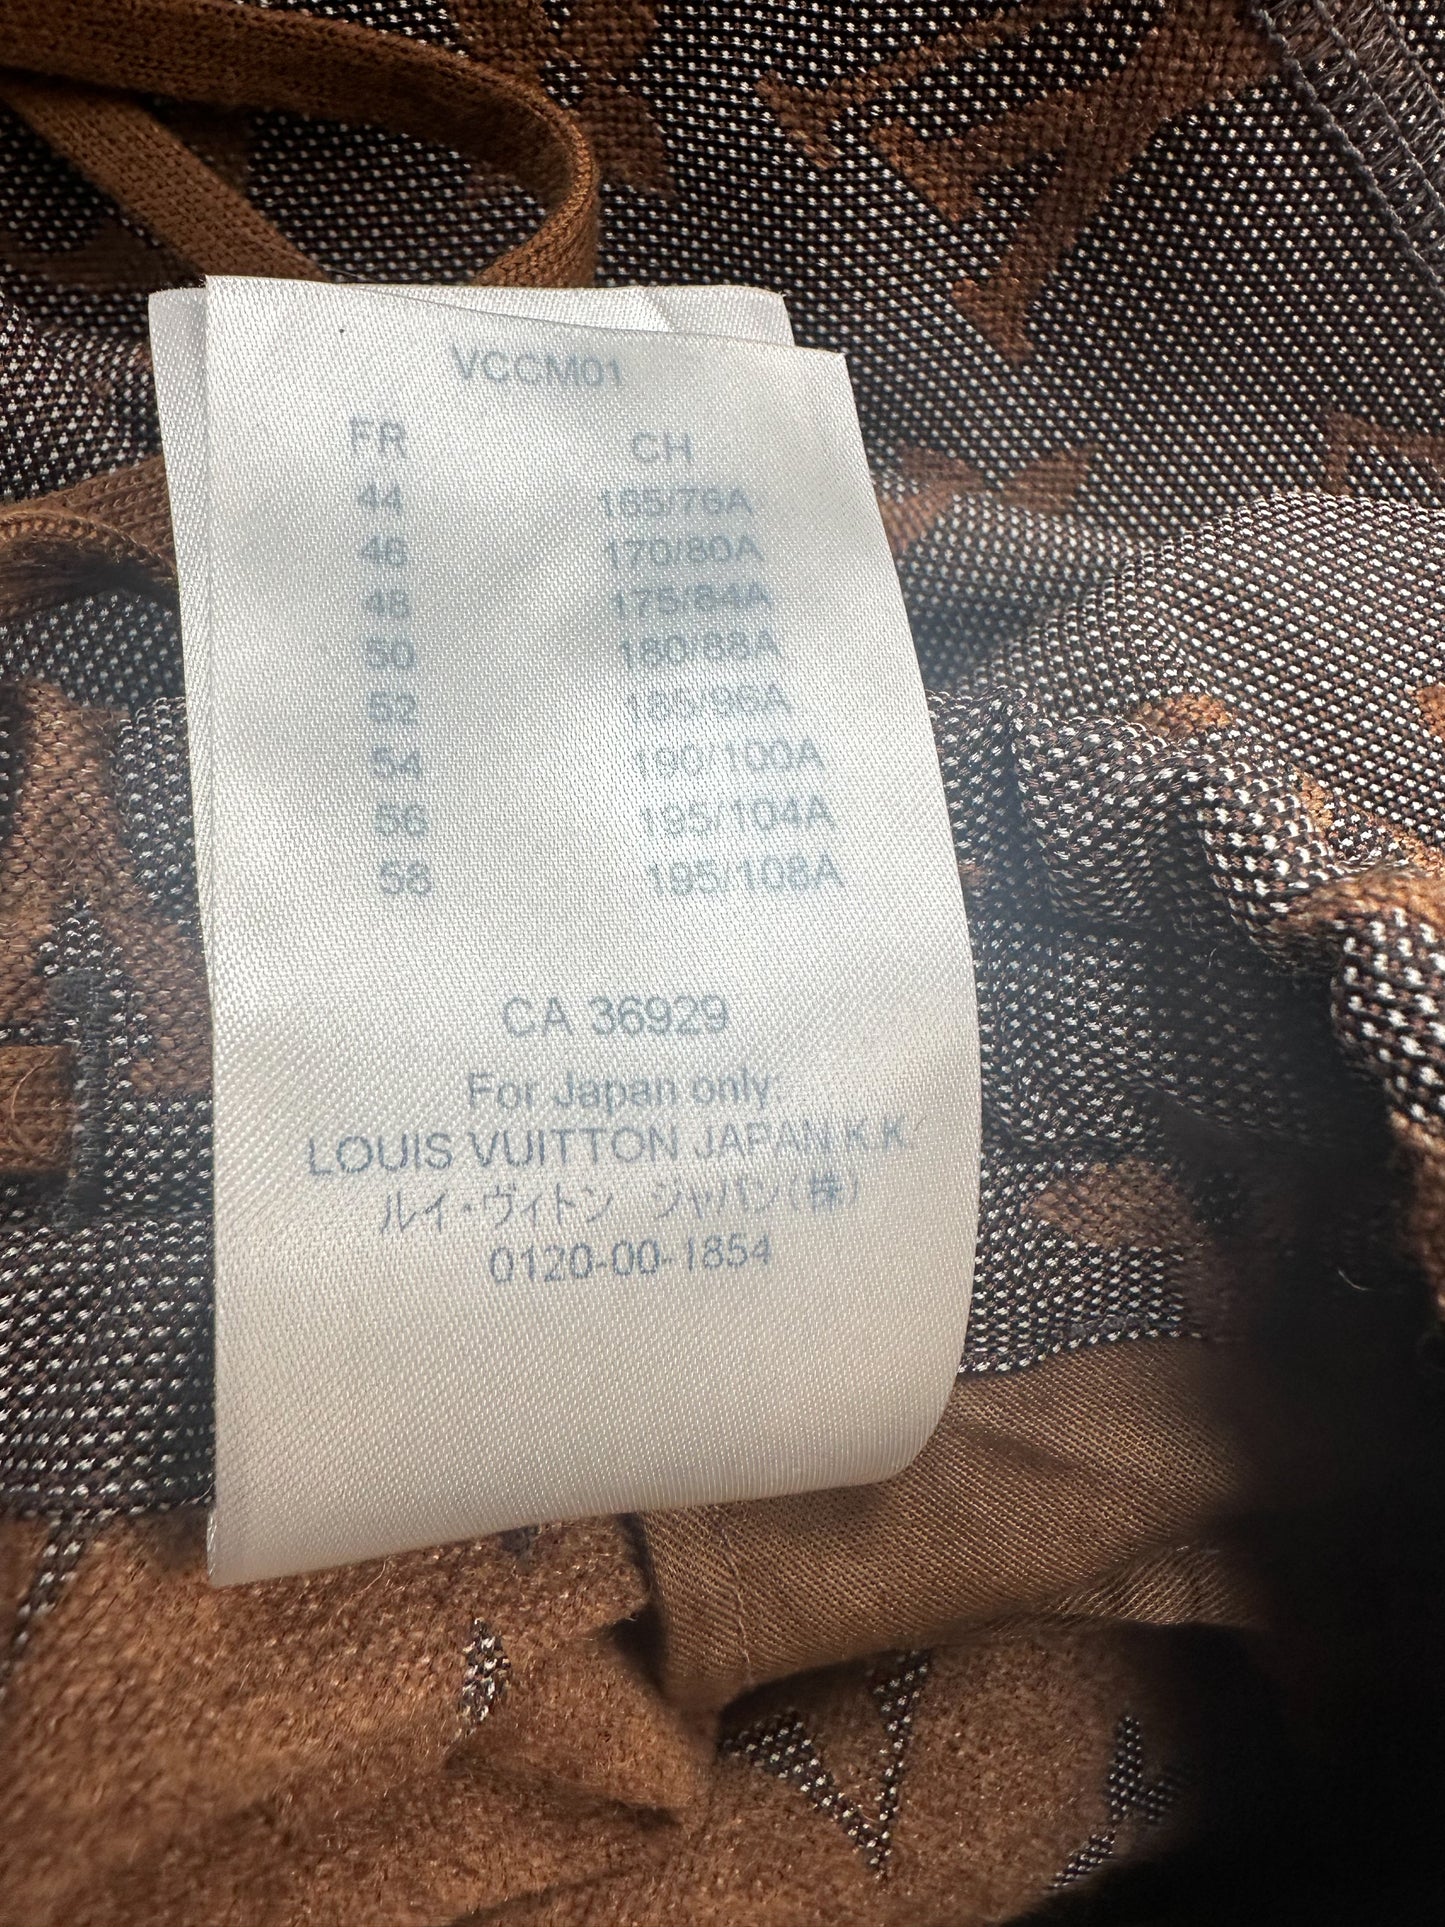 VCCM01
FR CH
44 165/76A
46 170/80A
48 175/84A
50 180/88A
52 185/96A
54 190/100A
56 195/104A
58 195/108A
CA 36929
For Japan only:
LOUIS VUITTON JAPAN K.K.
ルイ・ヴィトン ジャパン(株)
0120-00-1854